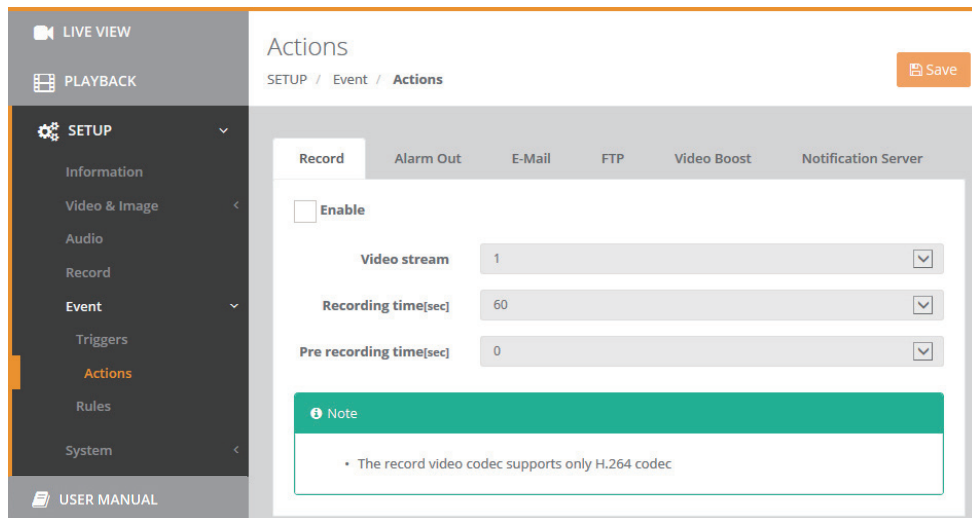 LIVE VIEW
PLAYBACK
SETUP
Information
Video & Image
Audio
Record
Event
Triggers
Actions
Rules
System
USER MANUAL
Actions
SETUP / Event / Actions
Save
Record Alarm Out E-Mail FTP Video Boost Notification Server
Enable
Video stream 1
Recording time[sec] 60
Pre recording time[sec] 0
Note
• The record video codec supports only H.264 codec